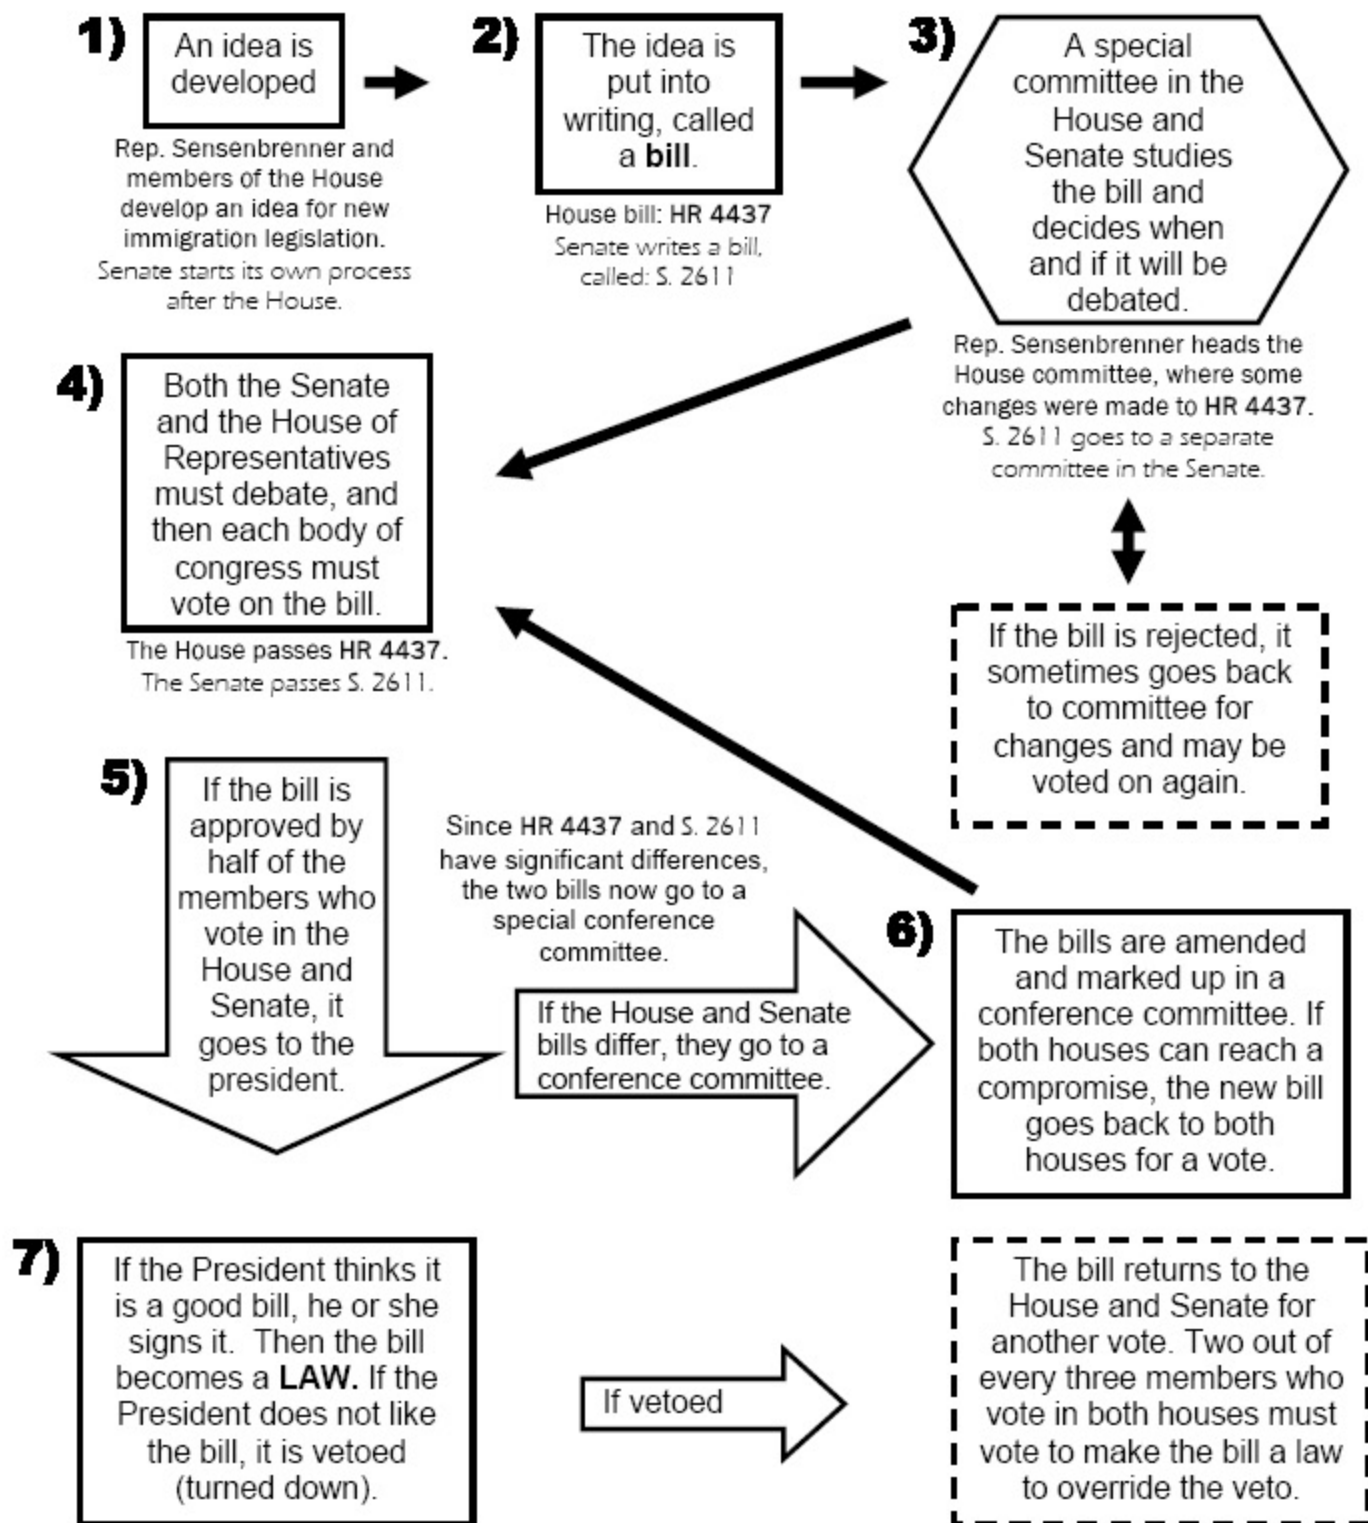 1)
An idea is
developed
Rep. Sensenbrenner and
members of the House
develop an idea for new
immigration legislation.
Senate starts its own process
after the House.
2)
The idea is
put into
writing, called
a bill.
House bill: HR 4437
Senate writes a bill,
called: S. 2611
3)
A special
committee in the
House and
Senate studies
the bill and
decides when
and if it will be
debated.
Rep. Sensenbrenner heads the
House committee, where some
changes were made to HR 4437.
S. 2611 goes to a separate
committee in the Senate.
4)
Both the Senate
and the House of
Representatives
must debate, and
then each body of
congress must
vote on the bill.
The House passes HR 4437.
The Senate passes S. 2611.
If the bill is rejected, it
sometimes goes back
to committee for
changes and may be
voted on again.
5)
If the bill is
approved by
half of the
members who
vote in the
House and
Senate, it
goes to the
president.
Since HR 4437 and S. 2611
have significant differences,
the two bills now go to a
special conference
committee.
If the House and Senate
bills differ, they go to a
conference committee.
6)
The bills are amended
and marked up in a
conference committee. If
both houses can reach a
compromise, the new bill
goes back to both
houses for a vote.
7)
If the President thinks it
is a good bill, he or she
signs it. Then the bill
becomes a LAW. If the
President does not like
the bill, it is vetoed
(turned down).
If vetoed
The bill returns to the
House and Senate for
another vote. Two out of
every three members who
vote in both houses must
vote to make the bill a law
to override the veto.